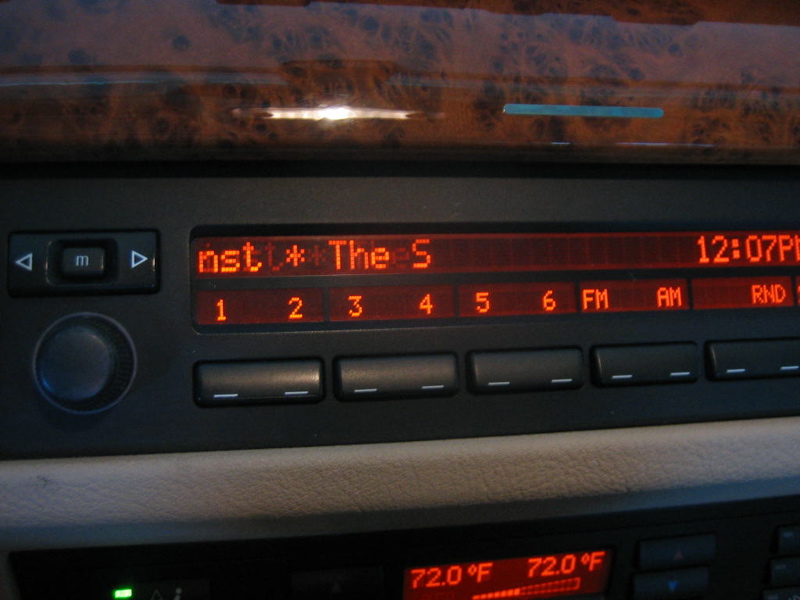 m
nst * The S 12:07P
1 2 3 4 5 6 FM AM RND
72.0°F 72.0°F